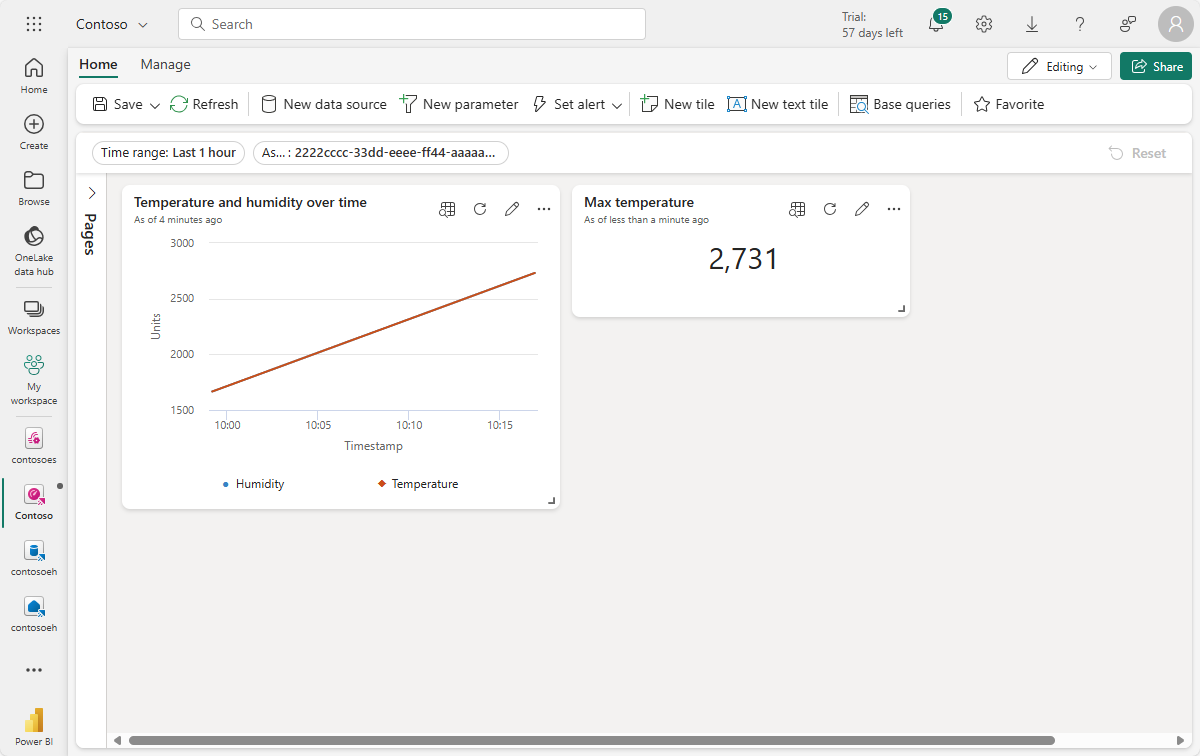 Contoso
Search
Trial:
57 days left
15
Home
Create
Browse
OneLake
data hub
Workspaces
My
workspace
contosoes
Contoso
contosoeh
contosoeh
Power BI
Home Manage
Editing
Share
Save Refresh New data source New parameter Set alert New tile New text tile Base queries Favorite
Time range: Last 1 hour
As... : 2222cccc-33dd-eeee-ff44-aaaaa...
Reset
Pages
Temperature and humidity over time
As of 4 minutes ago
3000
2500
2000
1500
Units
10:00 10:05 10:10 10:15
Timestamp
Humidity Temperature
Max temperature
As of less than a minute ago
2,731